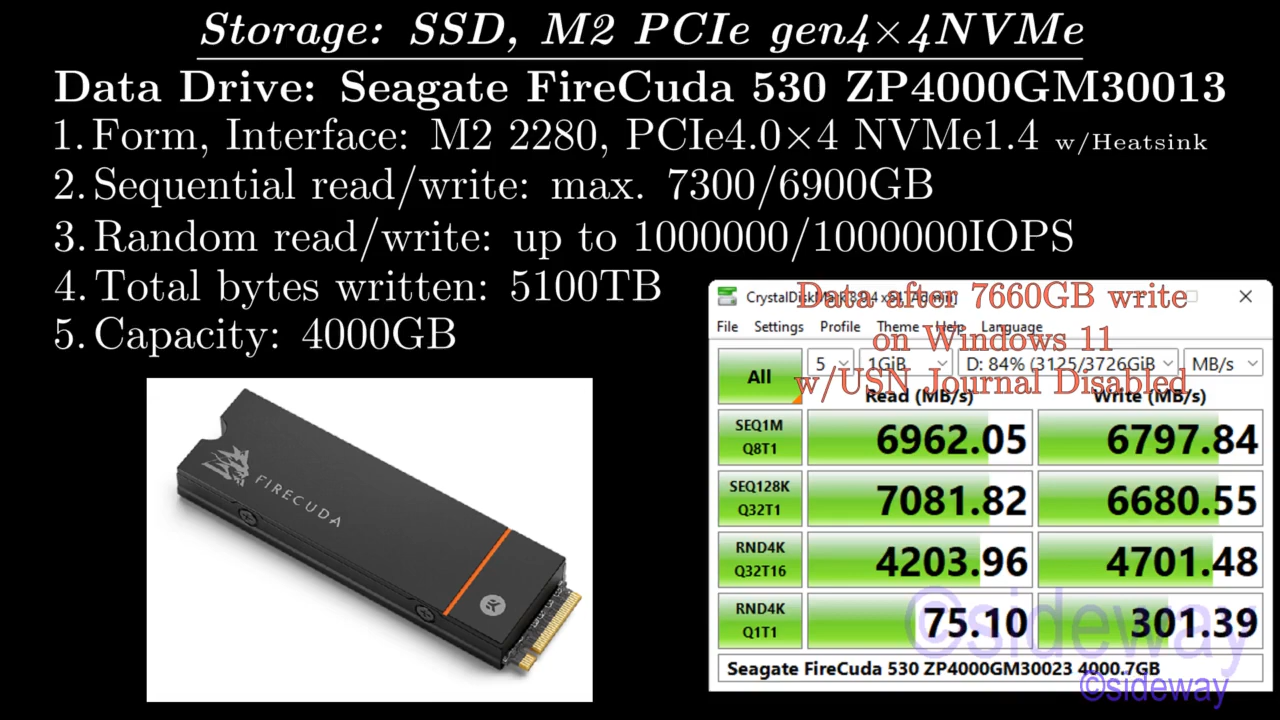 Storage: SSD, M2 PCIe gen4×4NVMe
Data Drive: Seagate FireCuda 530 ZP4000GM30013
1. Form, Interface: M2 2280, PCIe4.0×4 NVMe1.4 w/Heatsink
2. Sequential read/write: max. 7300/6900GB
3. Random read/write: up to 1000000/1000000IOPS
4. Total bytes written: 5100TB
5. Capacity: 4000GB
FIRECUDA
Data after 7660GB write
on Windows 11
w/USN Journal Disabled
File Settings Profile Theme Help Language
All 5 1GiB D: 84% (3125/3726GiB MB/s
Read (MB/s) Write (MB/s)
SEQ1M Q8T1 6962.05 6797.84
SEQ128K Q32T1 7081.82 6680.55
RND4K Q32T16 4203.96 4701.48
RND4K Q1T1 75.10 301.39
Seagate FireCuda 530 ZP4000GM30023 4000.7GB
©sideway
©sideway